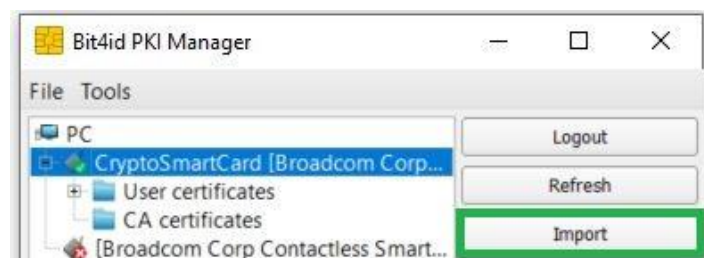 Bit4id PKI Manager
File Tools
PC
Logout
CryptoSmartCard [Broadcom Corp...
User certificates
Refresh
CA certificates
Import
[Broadcom Corp Contactless Smart...